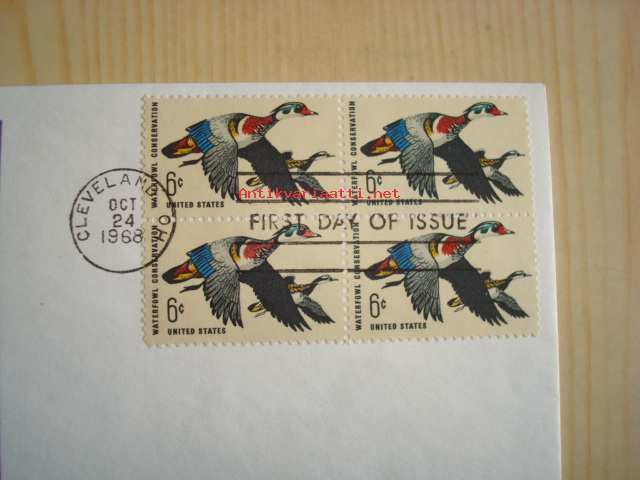 WATERFOWL CONSERVATION
6¢
UNITED STATES
WATERFOWL CONSERVATION
6¢
UNITED STATES
Antikvariaatti.net
CLEVELAND O
OCT
24
1968
FIRST DAY OF ISSUE
WATERFOWL CONSERVATION
6¢
UNITED STATES
WATERFOWL CONSERVATION
6¢
UNITED STATES